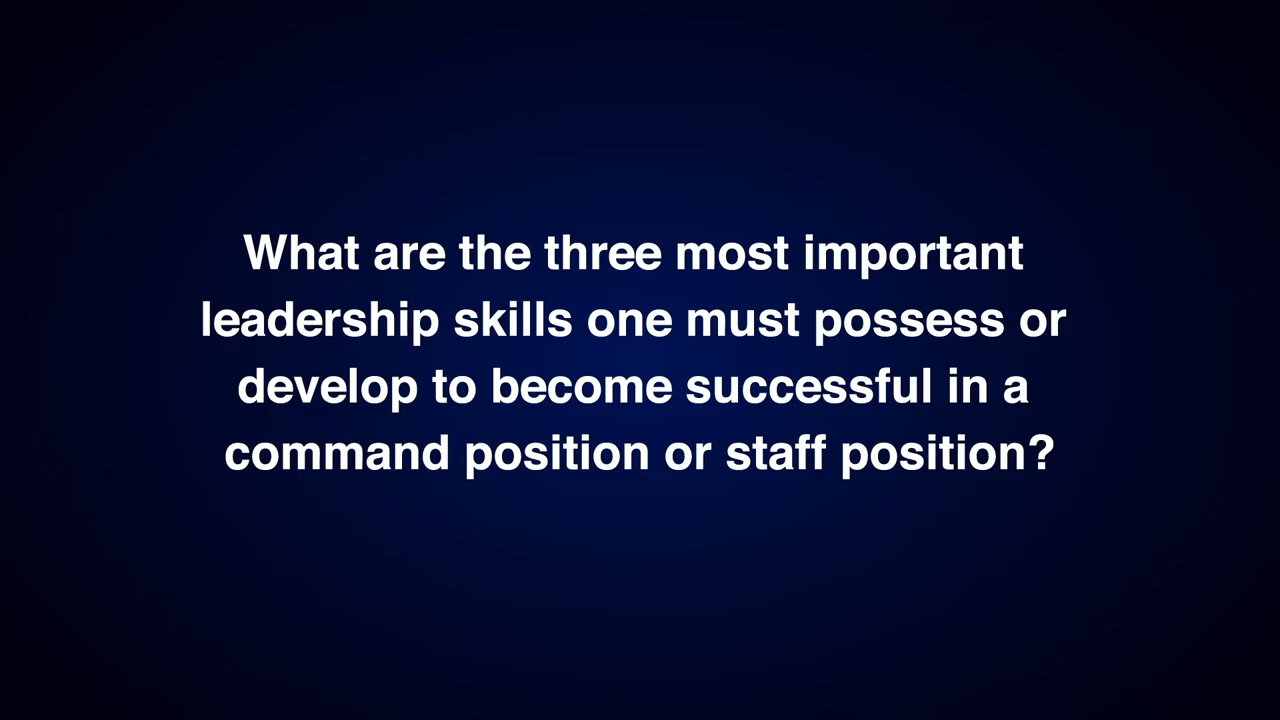 What are the three most important
leadership skills one must possess or
develop to become successful in a
command position or staff position?